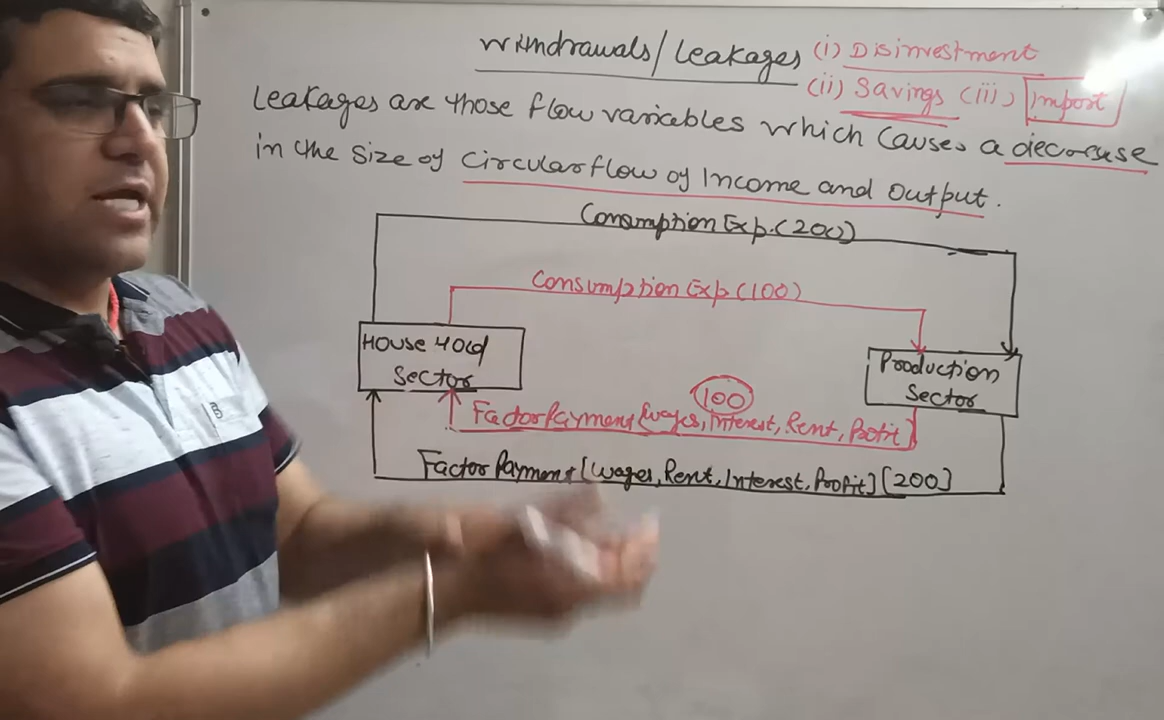 Withdrawals/Leakages (i) Disinvestment
(ii) Savings (iii) Import
Leakages are those flow variables which causes a decrease
in the size of circular flow of Income and Output.
Consumption Exp. (200)
Consumption Exp (100)
House Hold
Sector
Production
Sector
100
Factor Payment [Wages, Interest, Rent, Profit]
Factor Payment [Wages, Rent, Interest, Profit] [200]